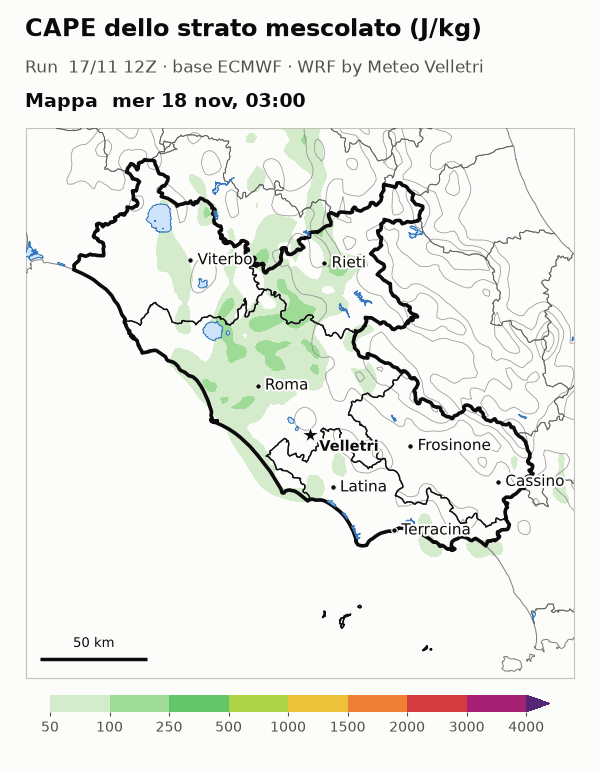 CAPE dello strato mescolato (J/kg)
Run 17/11 12Z · base ECMWF · WRF by Meteo Velletri
Mappa mer 18 nov, 03:00
Viterbo
Rieti
Roma
Velletri
Frosinone
Latina
Cassino
Terracina
50 km
50 100 250 500 1000 1500 2000 3000 4000